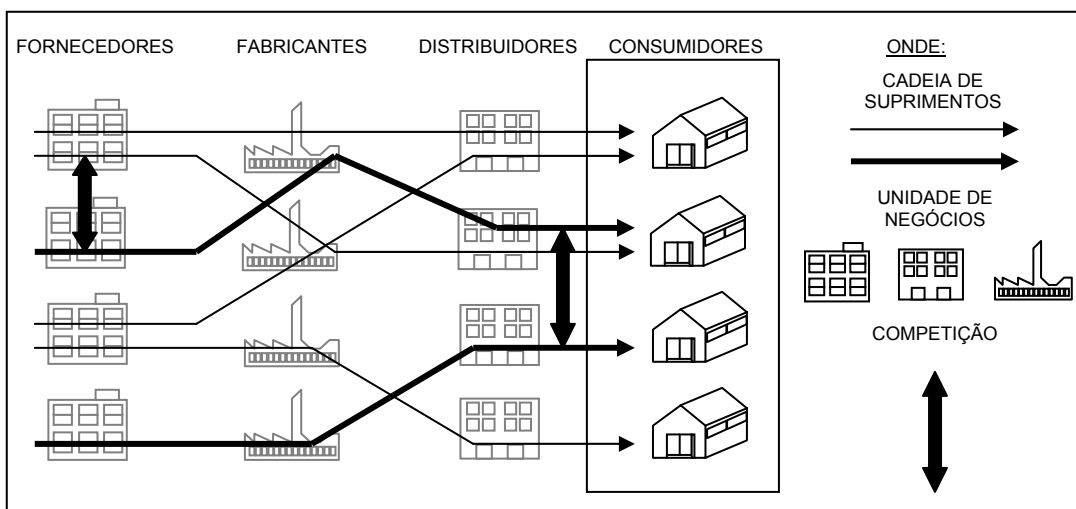 FORNECEDORES
FABRICANTES
DISTRIBUIDORES
CONSUMIDORES
ONDE:
CADEIA DE
SUPRIMENTOS
UNIDADE DE
NEGÓCIOS
COMPETIÇÃO